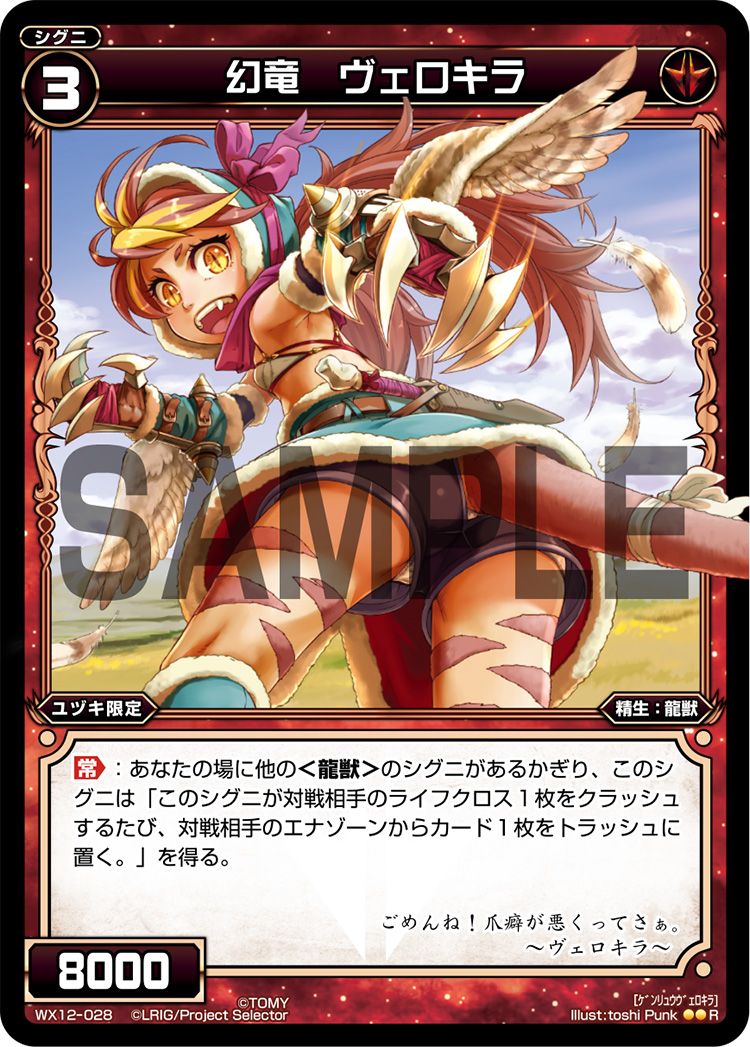 シグニ
3
幻竜 ヴェロキラ
SAMPLE
ユヅキ限定
精生：龍獣
常：あなたの場に他の＜龍獣＞のシグニがあるかぎり、このシ
グニは「このシグニが対戦相手のライフクロス１枚をクラッシュ
するたび、対戦相手のエナゾーンからカード１枚をトラッシュに
置く。」を得る。
ごめんね！爪癖が悪くってさぁ。
～ヴェロキラ～
8000
[ｹﾞﾝﾘｭｳｳﾞｪﾛｷﾗ]
WX12-028 ©LRIG/Project Selector
©TOMY
Illust:toshi Punk R